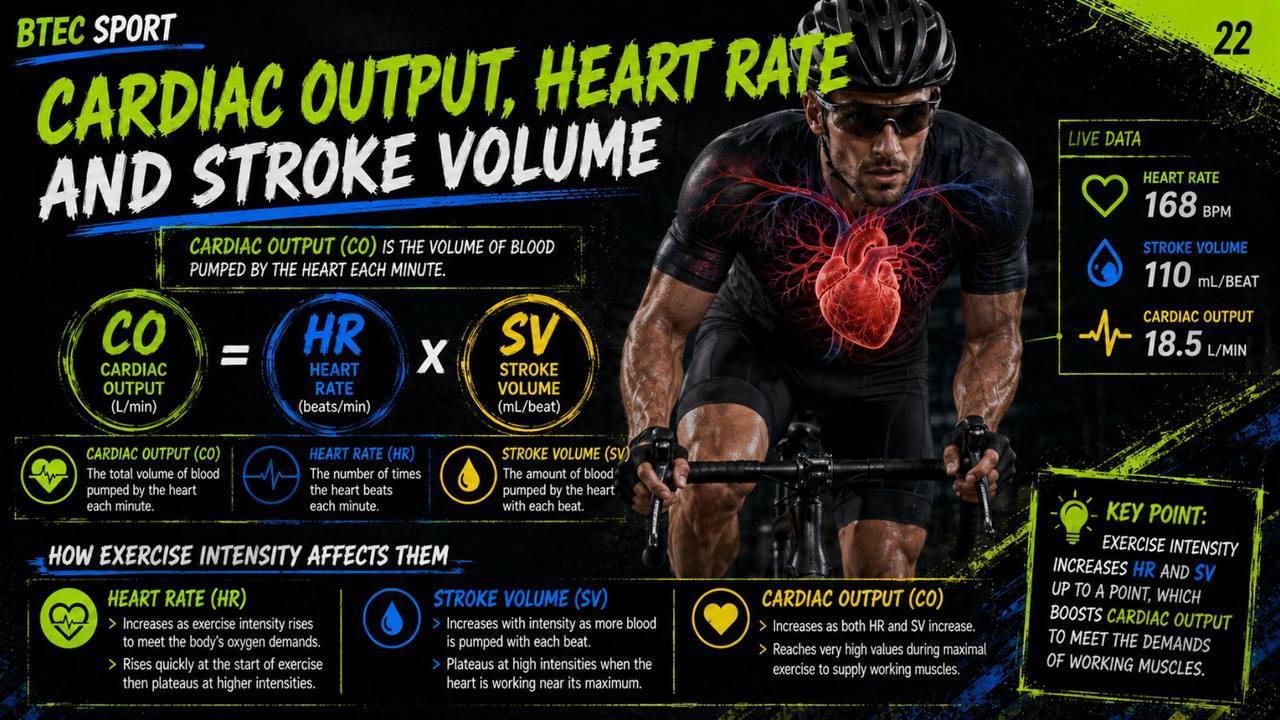 BTEC SPORT
22
CARDIAC OUTPUT, HEART RATE
AND STROKE VOLUME
CARDIAC OUTPUT (CO) IS THE VOLUME OF BLOOD
PUMPED BY THE HEART EACH MINUTE.
CO
CARDIAC
OUTPUT
(L/min)
=
HR
HEART
RATE
(beats/min)
X
SV
STROKE
VOLUME
(mL/beat)
CARDIAC OUTPUT (CO)
The total volume of blood
pumped by the heart
each minute.
HEART RATE (HR)
The number of times
the heart beats
each minute.
STROKE VOLUME (SV)
The amount of blood
pumped by the heart
with each beat.
LIVE DATA
HEART RATE
168 BPM
STROKE VOLUME
110 mL/BEAT
CARDIAC OUTPUT
18.5 L/MIN
HOW EXERCISE INTENSITY AFFECTS THEM
HEART RATE (HR)
> Increases as exercise intensity rises
to meet the body's oxygen demands.
> Rises quickly at the start of exercise
then plateaus at higher intensities.
STROKE VOLUME (SV)
> Increases with intensity as more blood
is pumped with each beat.
> Plateaus at high intensities when the
heart is working near its maximum.
CARDIAC OUTPUT (CO)
> Increases as both HR and SV increase.
> Reaches very high values during maximal
exercise to supply working muscles.
KEY POINT:
EXERCISE INTENSITY
INCREASES HR AND SV
UP TO A POINT, WHICH
BOOSTS CARDIAC OUTPUT
TO MEET THE DEMANDS
OF WORKING MUSCLES.